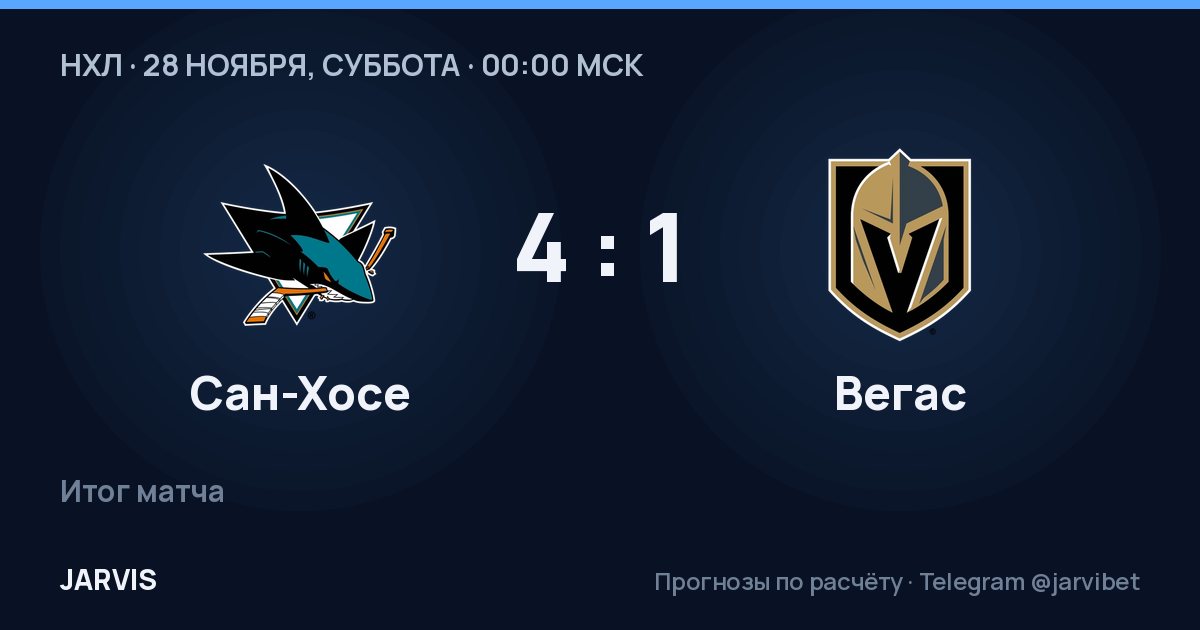 НХЛ · 28 НОЯБРЯ, СУББОТА · 00:00 МСК
4 : 1
Сан-Хосе
Вегас
Итог матча
JARVIS
Прогнозы по расчёту · Telegram @jarvibet